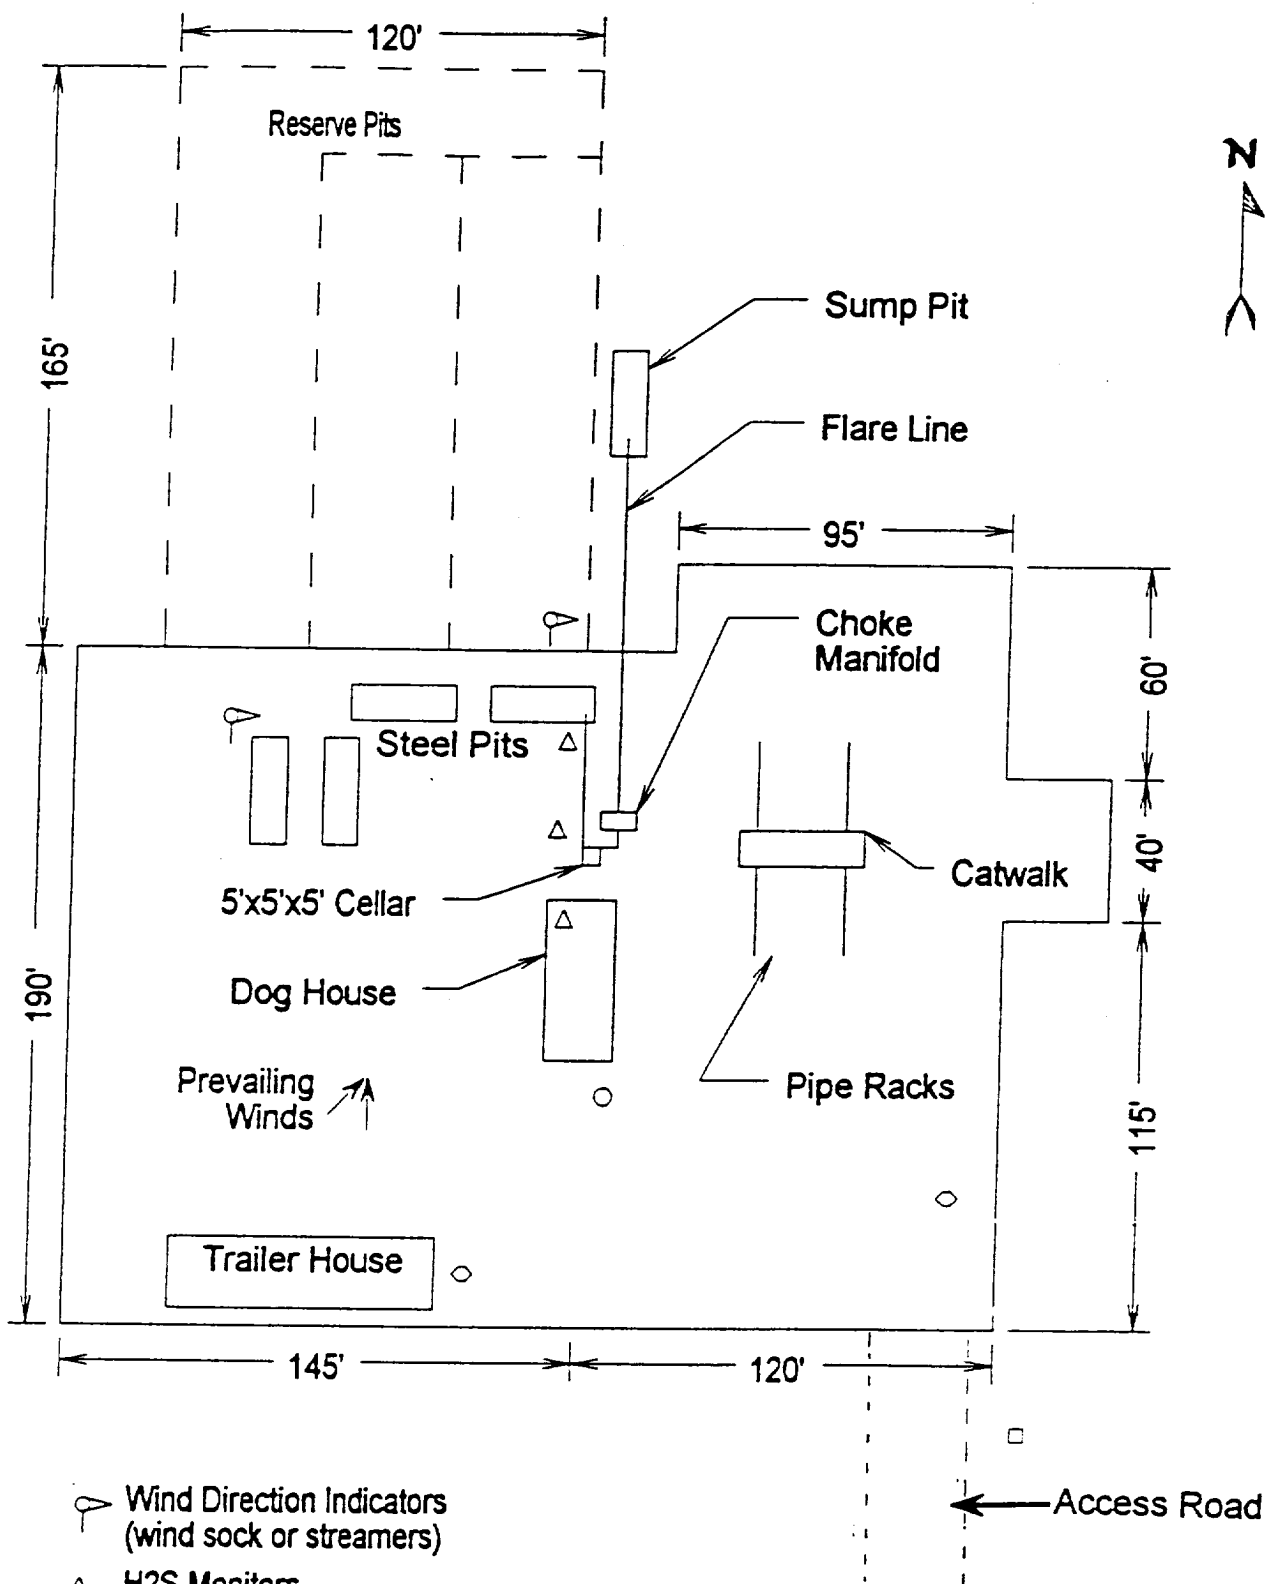 120'
Reserve Pits
N
Sump Pit
165'
Flare Line
95'
Choke
Manifold
60'
Steel Pits
40'
Catwalk
5'x5'x5' Cellar
190'
Dog House
Prevailing
Winds
Pipe Racks
115'
Trailer House
145'
120'
Wind Direction Indicators
(wind sock or streamers)
Access Road
H2S Monitors